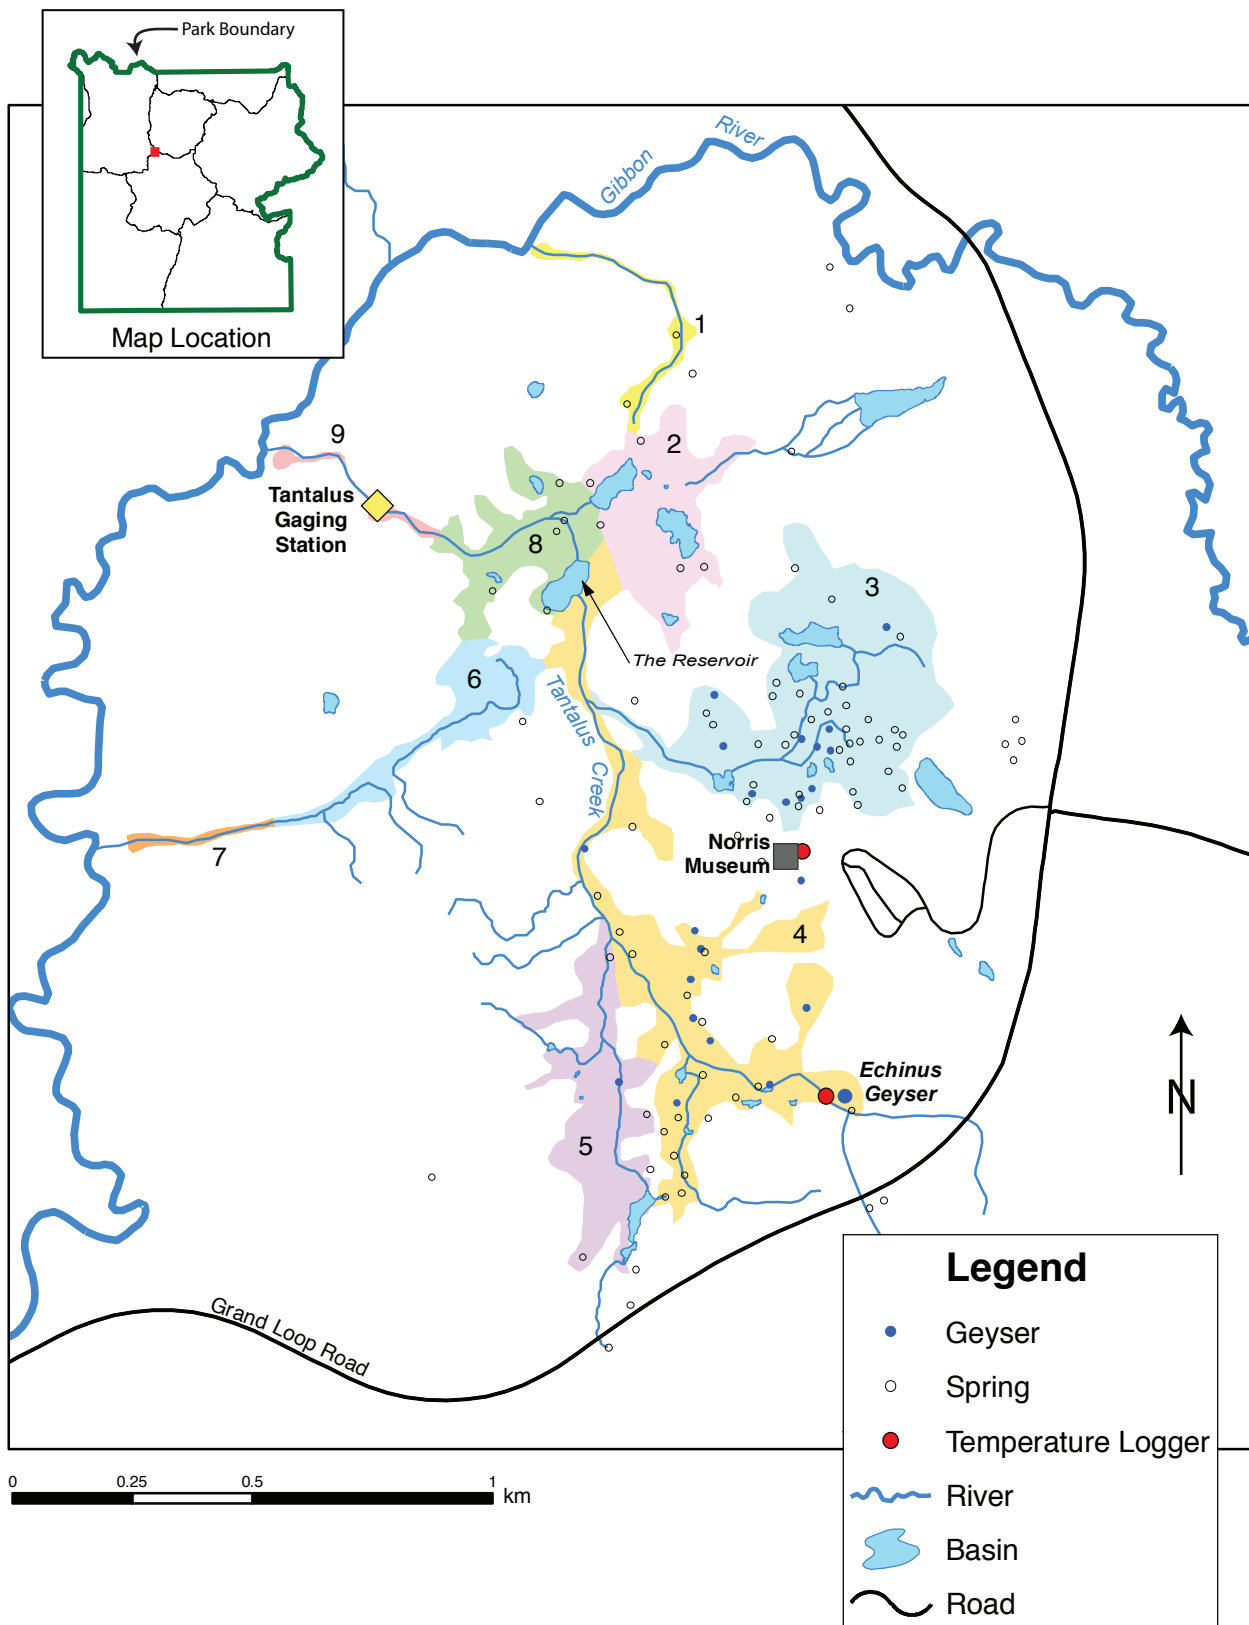 Park Boundary
Map Location
Gibbon
River
1
2
9
Tantalus
Gaging
Station
8
3
The Reservoir
6
Tantalus
Creek
7
Norris
Museum
4
Echinus
Geyser
N
5
Grand Loop Road
Legend
Geyser
Spring
Temperature Logger
River
Basin
Road
0
0.25
0.5
1
km